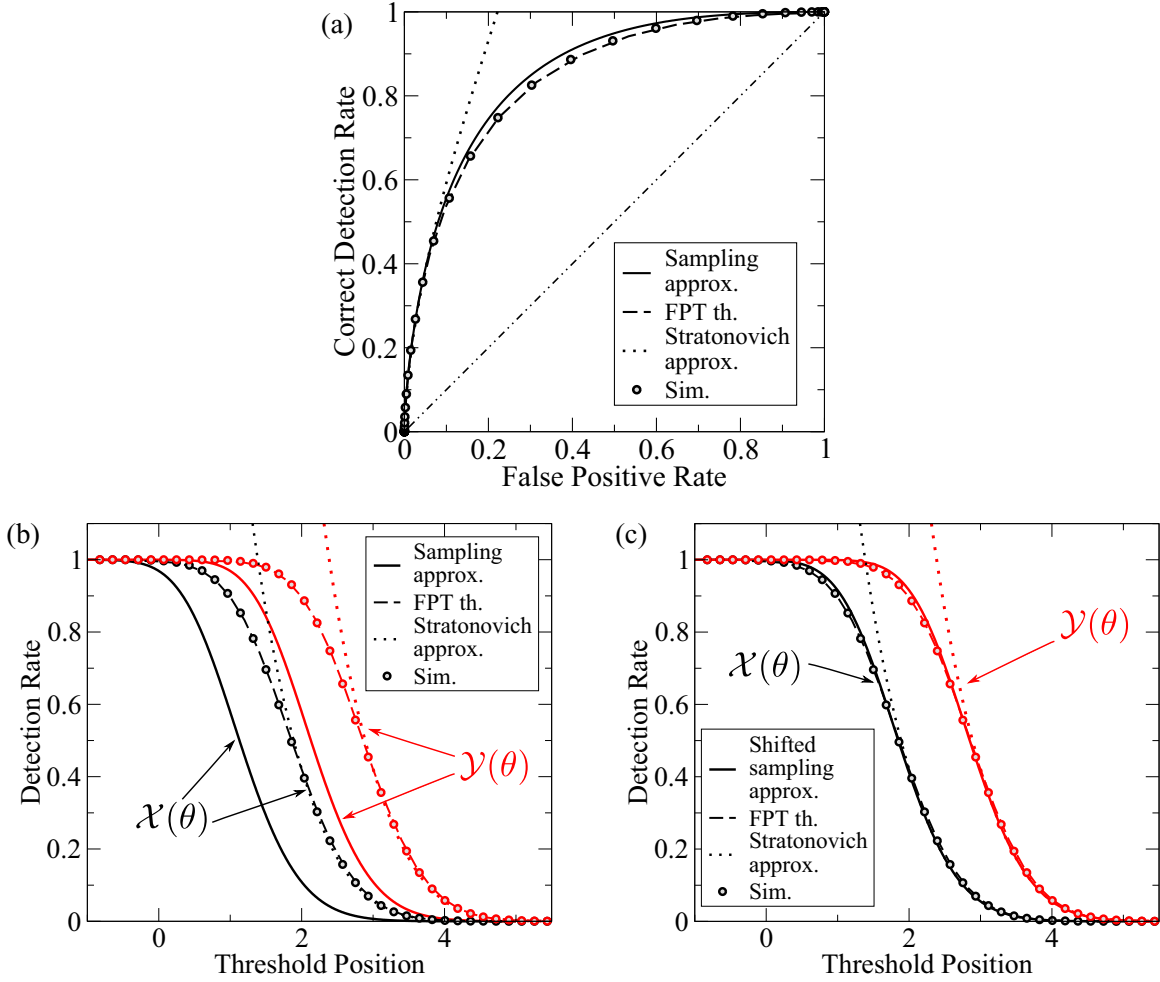 (a)
1
0.8
0.6
0.4
0.2
0
Correct Detection Rate
Sampling
approx.
FPT th.
Stratonovich
approx.
Sim.
0 0.2 0.4 0.6 0.8 1
False Positive Rate
(b)
1
0.8
0.6
0.4
0.2
0
Detection Rate
Sampling
approx.
FPT th.
Stratonovich
approx.
Sim.
𝒴(θ)
𝒳(θ)
0 2 4
Threshold Position
(c)
1
0.8
0.6
0.4
0.2
0
Detection Rate
𝒴(θ)
𝒳(θ)
Shifted
sampling
approx.
FPT th.
Stratonovich
approx.
Sim.
0 2 4
Threshold Position